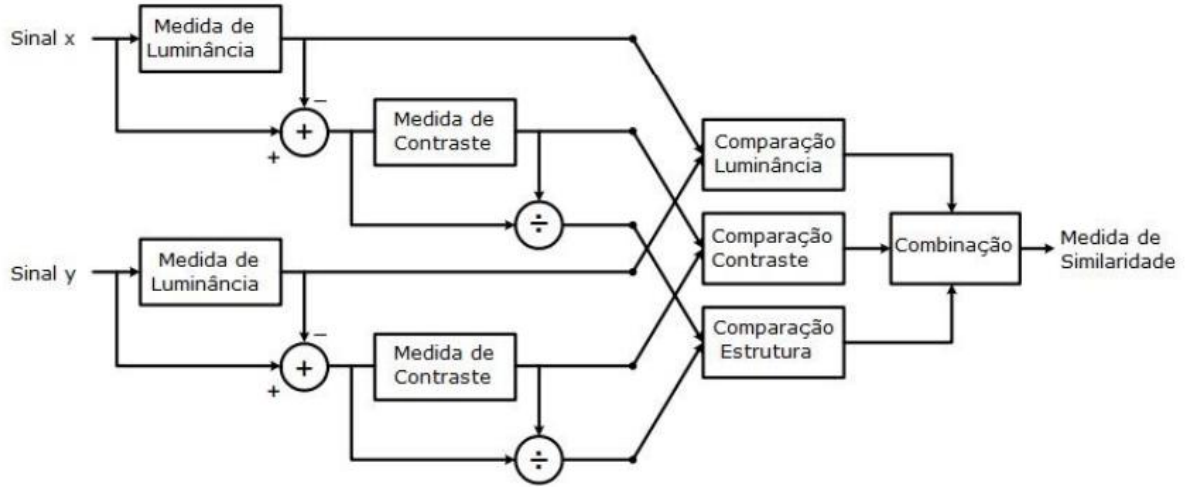 Sinal x
Medida de
Luminância
−
+
+
Medida de
Contraste
÷
Comparação
Luminância
Sinal y
Medida de
Luminância
−
+
+
Medida de
Contraste
÷
Comparação
Contraste
Comparação
Estrutura
Combinação
Medida de
Similaridade